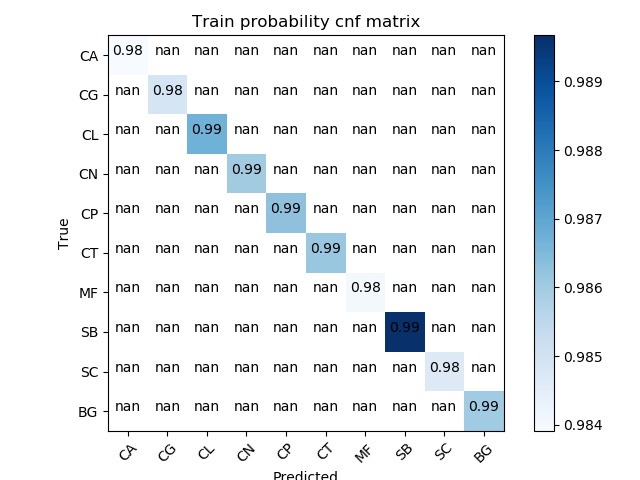 Train probability cnf matrix
CA 0.98 nan nan nan nan nan nan nan nan nan
CG nan 0.98 nan nan nan nan nan nan nan nan
CL nan nan 0.99 nan nan nan nan nan nan nan
CN nan nan nan 0.99 nan nan nan nan nan nan
CP nan nan nan nan 0.99 nan nan nan nan nan
CT nan nan nan nan nan 0.99 nan nan nan nan
MF nan nan nan nan nan nan 0.98 nan nan nan
SB nan nan nan nan nan nan nan 0.99 nan nan
SC nan nan nan nan nan nan nan nan 0.98 nan
BG nan nan nan nan nan nan nan nan nan 0.99
True
CA CG CL CN CP CT MF SB SC BG
Predicted
0.989
0.988
0.987
0.986
0.985
0.984